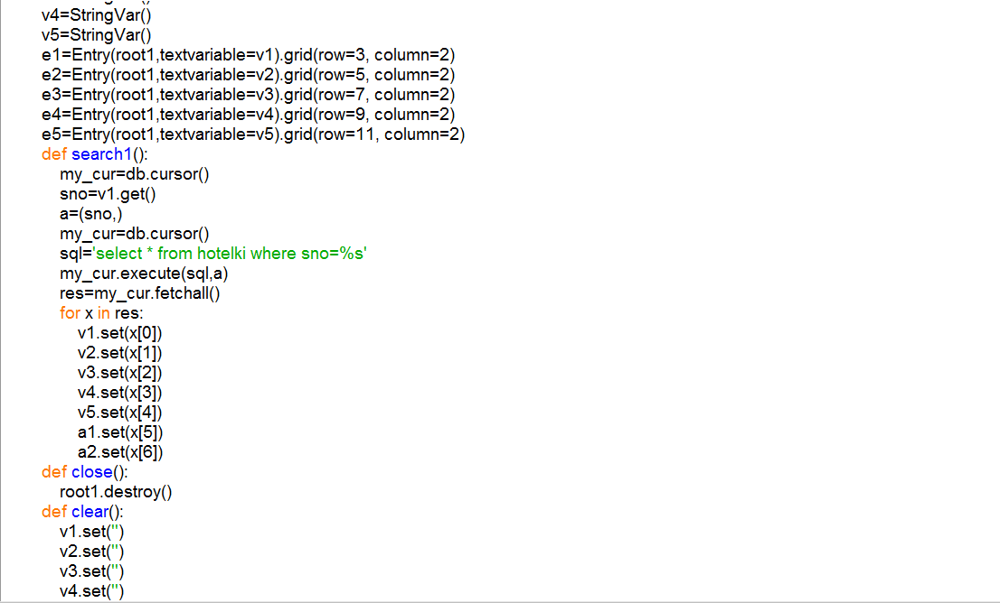 v4=StringVar()
v5=StringVar()
e1=Entry(root1,textvariable=v1).grid(row=3, column=2)
e2=Entry(root1,textvariable=v2).grid(row=5, column=2)
e3=Entry(root1,textvariable=v3).grid(row=7, column=2)
e4=Entry(root1,textvariable=v4).grid(row=9, column=2)
e5=Entry(root1,textvariable=v5).grid(row=11, column=2)
def search1():
    my_cur=db.cursor()
    sno=v1.get()
    a=(sno,)
    my_cur=db.cursor()
    sql='select * from hotelki where sno=%s'
    my_cur.execute(sql,a)
    res=my_cur.fetchall()
    for x in res:
        v1.set(x[0])
        v2.set(x[1])
        v3.set(x[2])
        v4.set(x[3])
        v5.set(x[4])
        a1.set(x[5])
        a2.set(x[6])
def close():
    root1.destroy()
def clear():
    v1.set('')
    v2.set('')
    v3.set('')
    v4.set('')